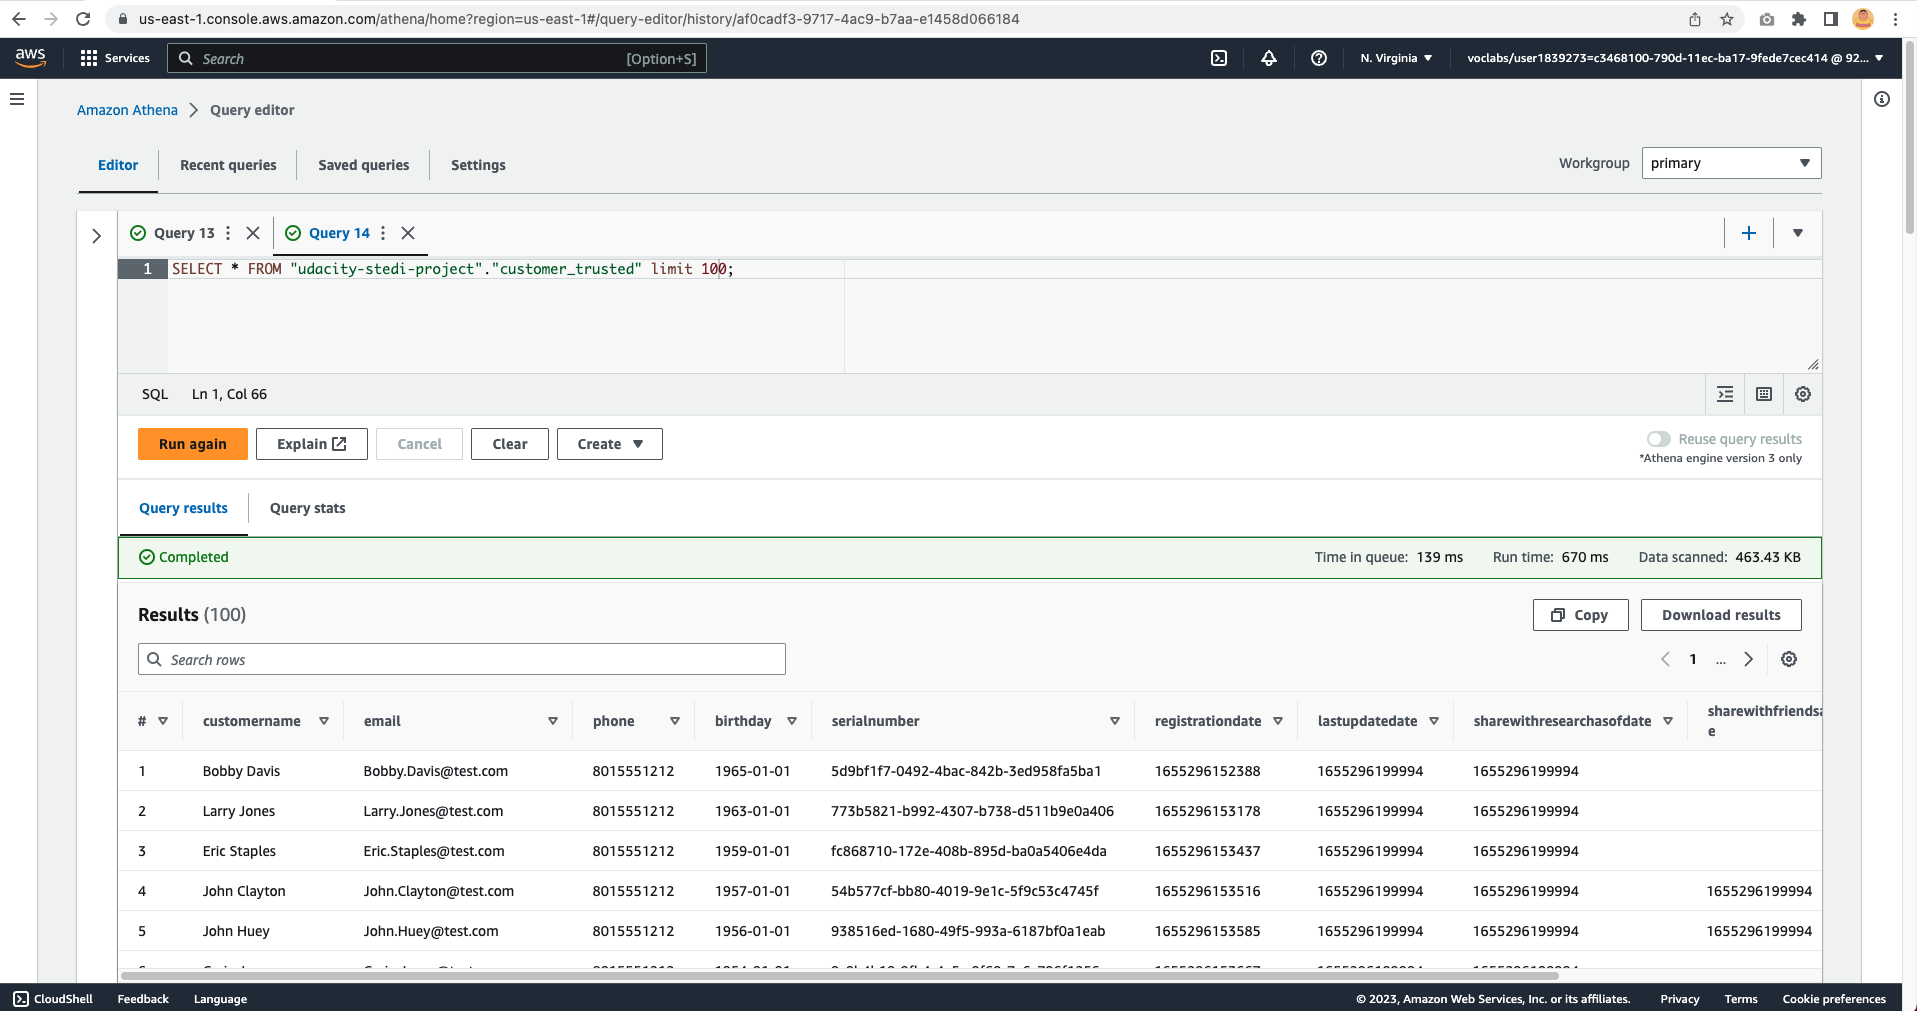 us-east-1.console.aws.amazon.com/athena/home?region=us-east-1#/query-editor/history/af0cadf3-9717-4ac9-b7aa-e1458d066184
aws Services Search [Option+S] N. Virginia voclabs/user1839273=c3468100-790d-11ec-ba17-9fede7cec414 @ 92...
Amazon Athena Query editor
Editor Recent queries Saved queries Settings Workgroup primary
Query 13 Query 14
1 SELECT * FROM "udacity-stedi-project"."customer_trusted" limit 100;
SQL Ln 1, Col 66
Run again Explain Cancel Clear Create Reuse query results
*Athena engine version 3 only
Query results Query stats
Completed Time in queue: 139 ms Run time: 670 ms Data scanned: 463.43 KB
Results (100) Copy Download results
Search rows 1 ...
# customername email phone birthday serialnumber registrationdate lastupdatedate sharewithresearchasofdate sharewithfriendsa
e
1 Bobby Davis Bobby.Davis@test.com 8015551212 1965-01-01 5d9bf1f7-0492-4bac-842b-3ed958fa5ba1 1655296152388 1655296199994 1655296199994
2 Larry Jones Larry.Jones@test.com 8015551212 1963-01-01 773b5821-b992-4307-b738-d511b9e0a406 1655296153178 1655296199994 1655296199994
3 Eric Staples Eric.Staples@test.com 8015551212 1959-01-01 fc868710-172e-408b-895d-ba0a5406e4da 1655296153437 1655296199994 1655296199994
4 John Clayton John.Clayton@test.com 8015551212 1957-01-01 54b577cf-bb80-4019-9e1c-5f9c53c4745f 1655296153516 1655296199994 1655296199994 1655296199994
5 John Huey John.Huey@test.com 8015551212 1956-01-01 938516ed-1680-49f5-993a-6187bf0a1eab 1655296153585 1655296199994 1655296199994 1655296199994
CloudShell Feedback Language © 2023, Amazon Web Services, Inc. or its affiliates. Privacy Terms Cookie preferences